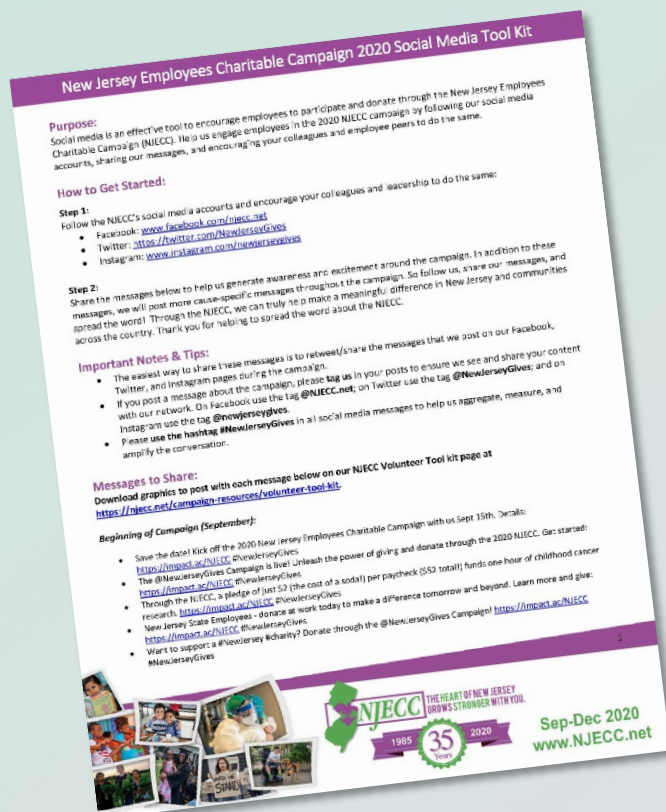 New Jersey Employees Charitable Campaign 2020 Social Media Tool Kit
Purpose:
Social media is an effective tool to encourage employees to participate and donate through the New Jersey Employees
Charitable Campaign (NJECC). Help us engage employees in the 2020 NJECC campaign by following our social media
accounts, sharing our messages, and encouraging your colleagues and employee peers to do the same.
How to Get Started:
Step 1:
Follow the NJECC's social media accounts and encourage your colleagues and leadership to do the same:
• Facebook: www.facebook.com/njecc.net
• Twitter: https://twitter.com/NewJerseyGives
• Instagram: www.instagram.com/newjerseygives
Step 2:
Share the messages below to help us generate awareness and excitement around the campaign. In addition to these
messages, we will post more cause-specific messages throughout the campaign. So follow us, share our messages, and
spread the word! Through the NJECC, we can truly help make a meaningful difference in New Jersey and communities
across the country. Thank you for helping to spread the word about the NJECC.
Important Notes & Tips:
• The easiest way to share these messages is to retweet/share the messages that we post on our Facebook,
Twitter, and Instagram pages during the campaign.
• If you post a message about the campaign, please tag us in your posts to ensure we see and share your content
with our network. On Facebook use the tag @NJECC.net; on Twitter use the tag @NewJerseyGives; and on
Instagram use the tag @newjerseygives.
• Please use the hashtag #NewJerseyGives in all social media messages to help us aggregate, measure, and
amplify the conversation.
Messages to Share:
Download graphics to post with each message below on our NJECC Volunteer Tool kit page at
https://njecc.net/campaign-resources/volunteer-tool-kit.
Beginning of Campaign (September):
• Save the date! Kick off the 2020 New Jersey Employees Charitable Campaign with us Sept 15th. Details:
https://impact.ac/NJECC #NewJerseyGives
• The @NewJerseyGives Campaign is live! Unleash the power of giving and donate through the 2020 NJECC. Get started:
https://impact.ac/NJECC #NewJerseyGives
• Through the NJECC, a pledge of just $2 (the cost of a soda!) per paycheck ($52 total!) funds one hour of childhood cancer
research. https://impact.ac/NJECC #NewJerseyGives
• New Jersey State Employees - donate at work today to make a difference tomorrow and beyond. Learn more and give:
https://impact.ac/NJECC #NewJerseyGives
• Want to support a #NewJersey #charity? Donate through the @NewJerseyGives Campaign! https://impact.ac/NJECC
#NewJerseyGives
1
NJECC
THE HEART OF NEW JERSEY
GROWS STRONGER WITH YOU.
1985 35 Years 2020
Sep-Dec 2020
www.NJECC.net
STAND